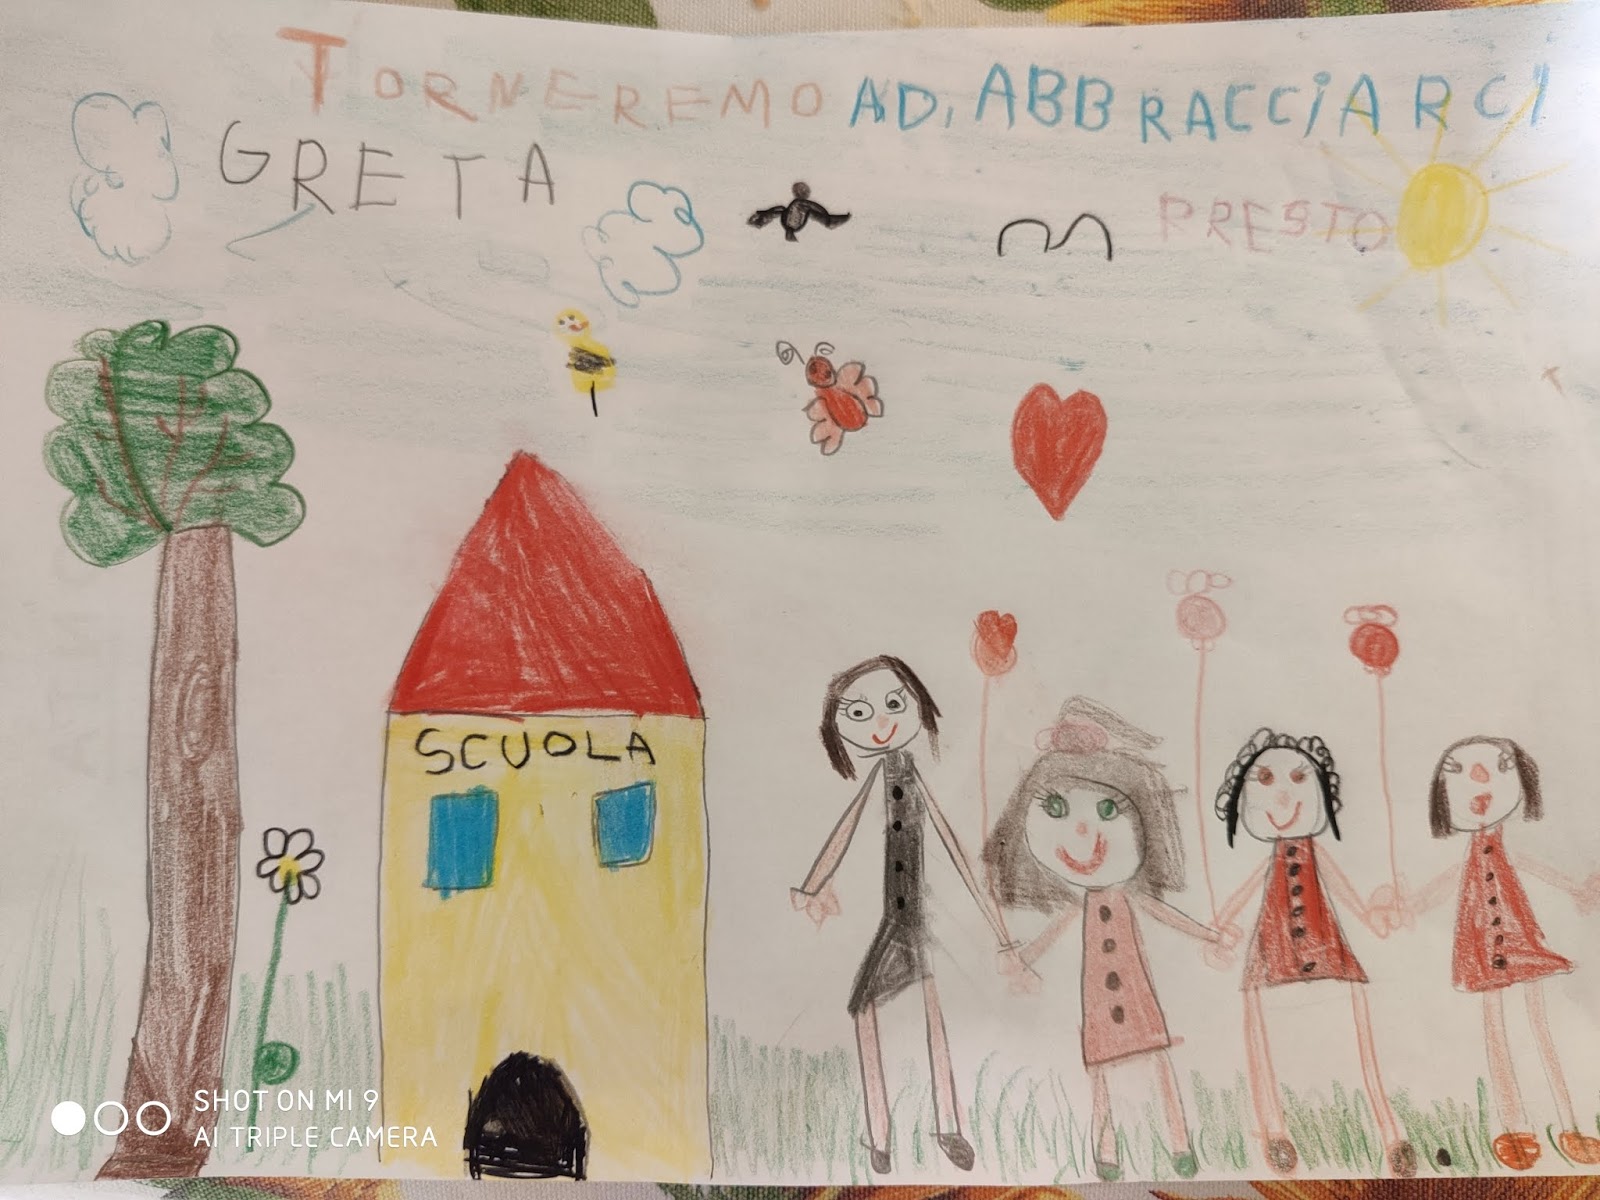 TORNEREMO AD, ABBRACCIARCI
PRESTO
GRETA
SCUOLA
SHOT ON MI 9
AI TRIPLE CAMERA